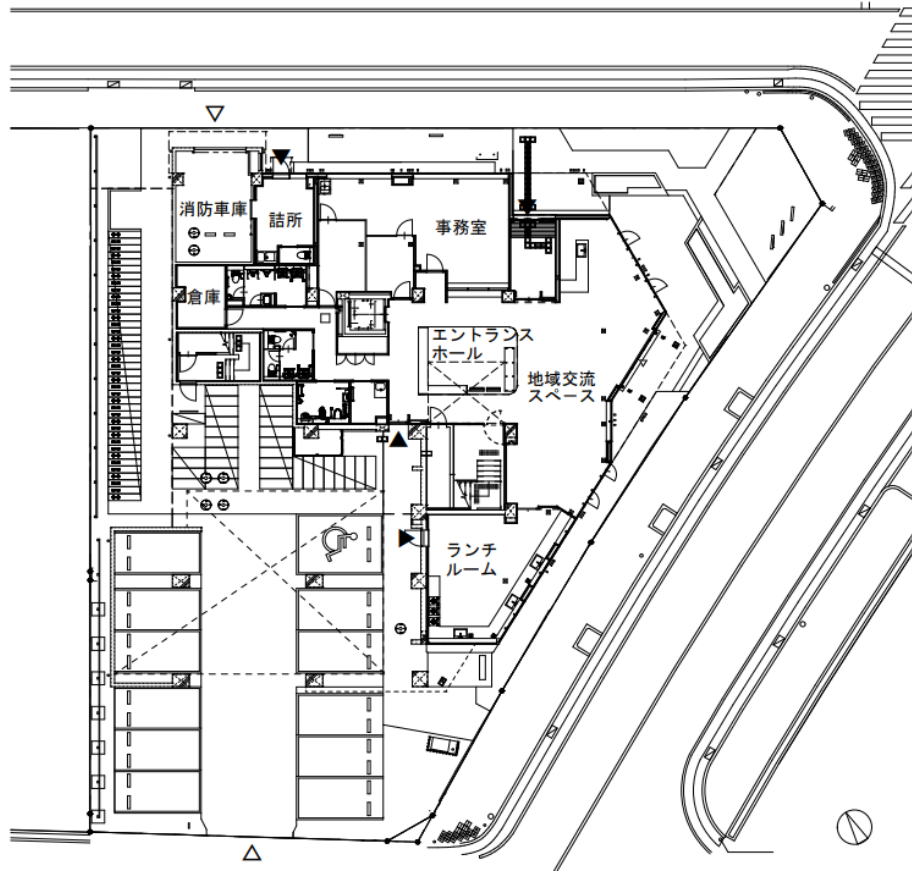 消防車庫
詰所
事務室
倉庫
エントランス
ホール
地域交流
スペース
ランチ
ルーム